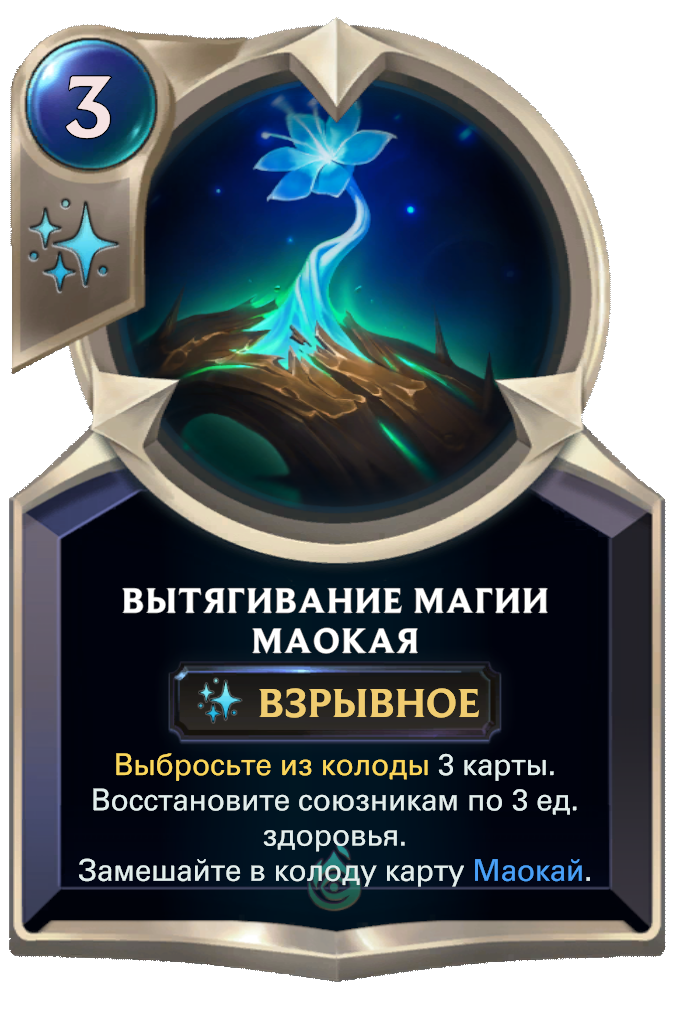 3
ВЫТЯГИВАНИЕ МАГИИ
МАОКАЯ
ВЗРЫВНОЕ
Выбросьте из колоды 3 карты.
Восстановите союзникам по 3 ед.
здоровья.
Замешайте в колоду карту Маокай.